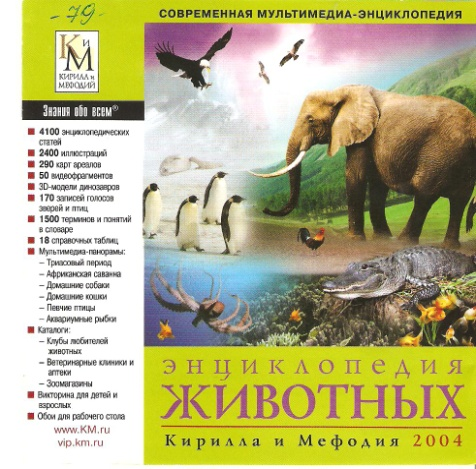 -79-
СОВРЕМЕННАЯ МУЛЬТИМЕДИА-ЭНЦИКЛОПЕДИЯ
КиМ
КИРИЛЛ и
МЕФОДИЙ
Знания обо всем®
4100 энциклопедических
статей
2400 иллюстраций
290 карт ареалов
50 видеофрагментов
3D-модели динозавров
170 записей голосов
зверей и птиц
1500 терминов и понятий
в словаре
18 справочных таблиц
Мультимедиа-панорамы:
– Триасовый период
– Африканская саванна
– Домашние собаки
– Домашние кошки
– Певчие птицы
– Аквариумные рыбки
Каталоги:
– Клубы любителей
животных
– Ветеринарные клиники и
аптеки
– Зоомагазины
Викторина для детей и
взрослых
Обои для рабочего стола
www.KM.ru
vip.km.ru
ЭНЦИКЛОПЕДИЯ
ЖИВОТНЫХ
Кирилла и Мефодия 2004